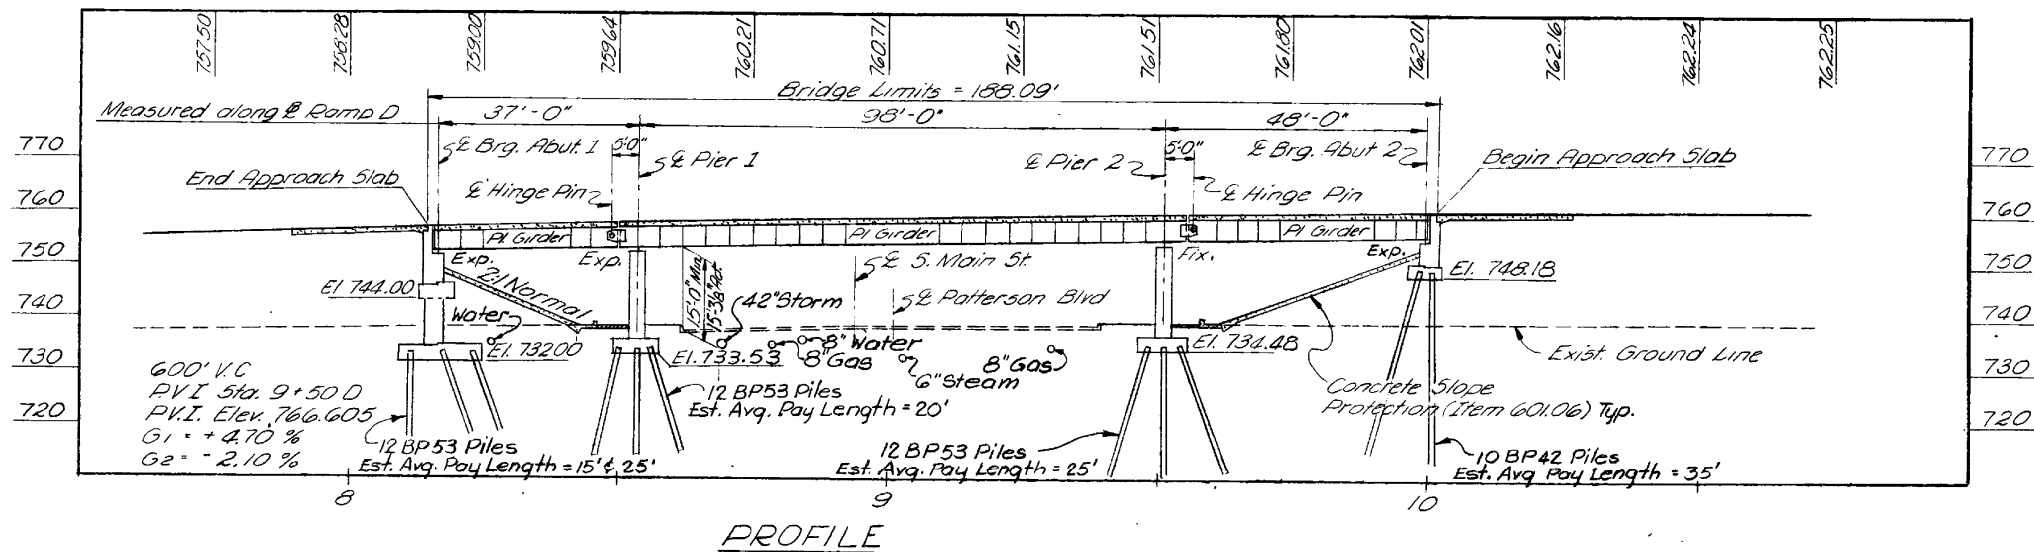 757.50 758.28 759.00 759.64 760.21 760.71 761.15 761.51 761.80 762.01 762.16 762.24 762.25
Bridge Limits = 188.09'
Measured along ⅊ Ramp D
37'-0" 98'-0" 48'-0"
770 770
5'-0" 5'-0"
℄ Brg. Abut. 1
℄ Pier 1
℄ Pier 2
℄ Brg. Abut 2
Begin Approach Slab
End Approach Slab
℄ Hinge Pin
℄ Hinge Pin
760 760
Pl Girder Pl Girder Pl Girder
750 750
Exp. Exp. Fix. Exp.
2:1 Normal
15'-0" Min.
℄ S. Main St.
El. 748.18
El 744.00
℄ Patterson Blvd
740 740
42" Storm
Water
8" Water
El. 732.00
El. 733.53
8" Gas
6" Steam
8" Gas
El. 734.48
Exist. Ground Line
730 730
600' V.C
P.V.I Sta. 9+50 D
P.V.I. Elev. 766.605
G1 = +4.70 %
G2 = -2.10 %
Concrete Slope
Protection (Item 601.06) Typ.
720 720
12 BP53 Piles
Est. Avg. Pay Length = 15' & 25'
12 BP53 Piles
Est. Avg. Pay Length = 20'
12 BP53 Piles
Est. Avg. Pay Length = 25'
10 BP42 Piles
Est. Avg Pay Length = 35'
8 9 10
PROFILE